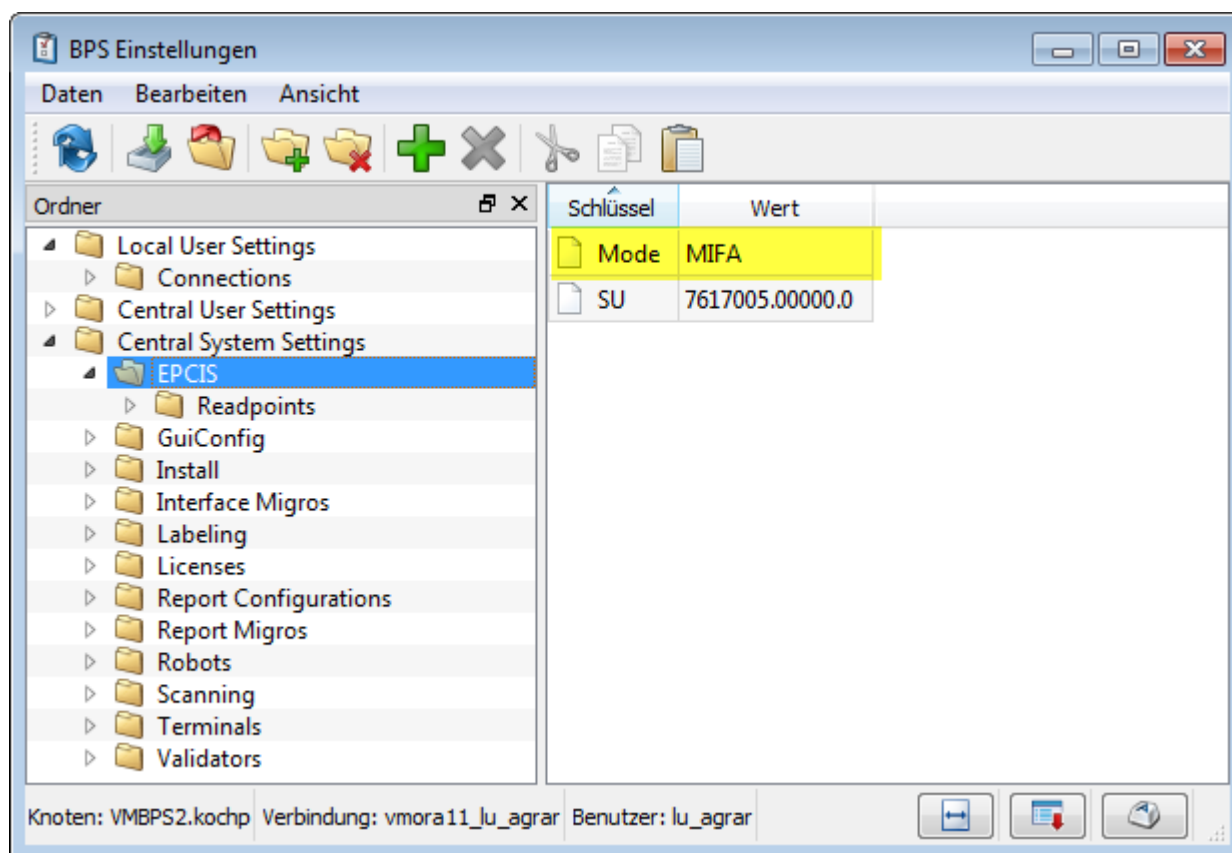 BPS Einstellungen
Daten Bearbeiten Ansicht
Ordner
Schlüssel Wert
Local User Settings
Connections
Central User Settings
Central System Settings
EPCIS
Readpoints
GuiConfig
Install
Interface Migros
Labeling
Licenses
Report Configurations
Report Migros
Robots
Scanning
Terminals
Validators
Mode MIFA
SU 7617005.00000.0
Knoten: VMBPS2.kochp Verbindung: vmora11_lu_agrar Benutzer: lu_agrar